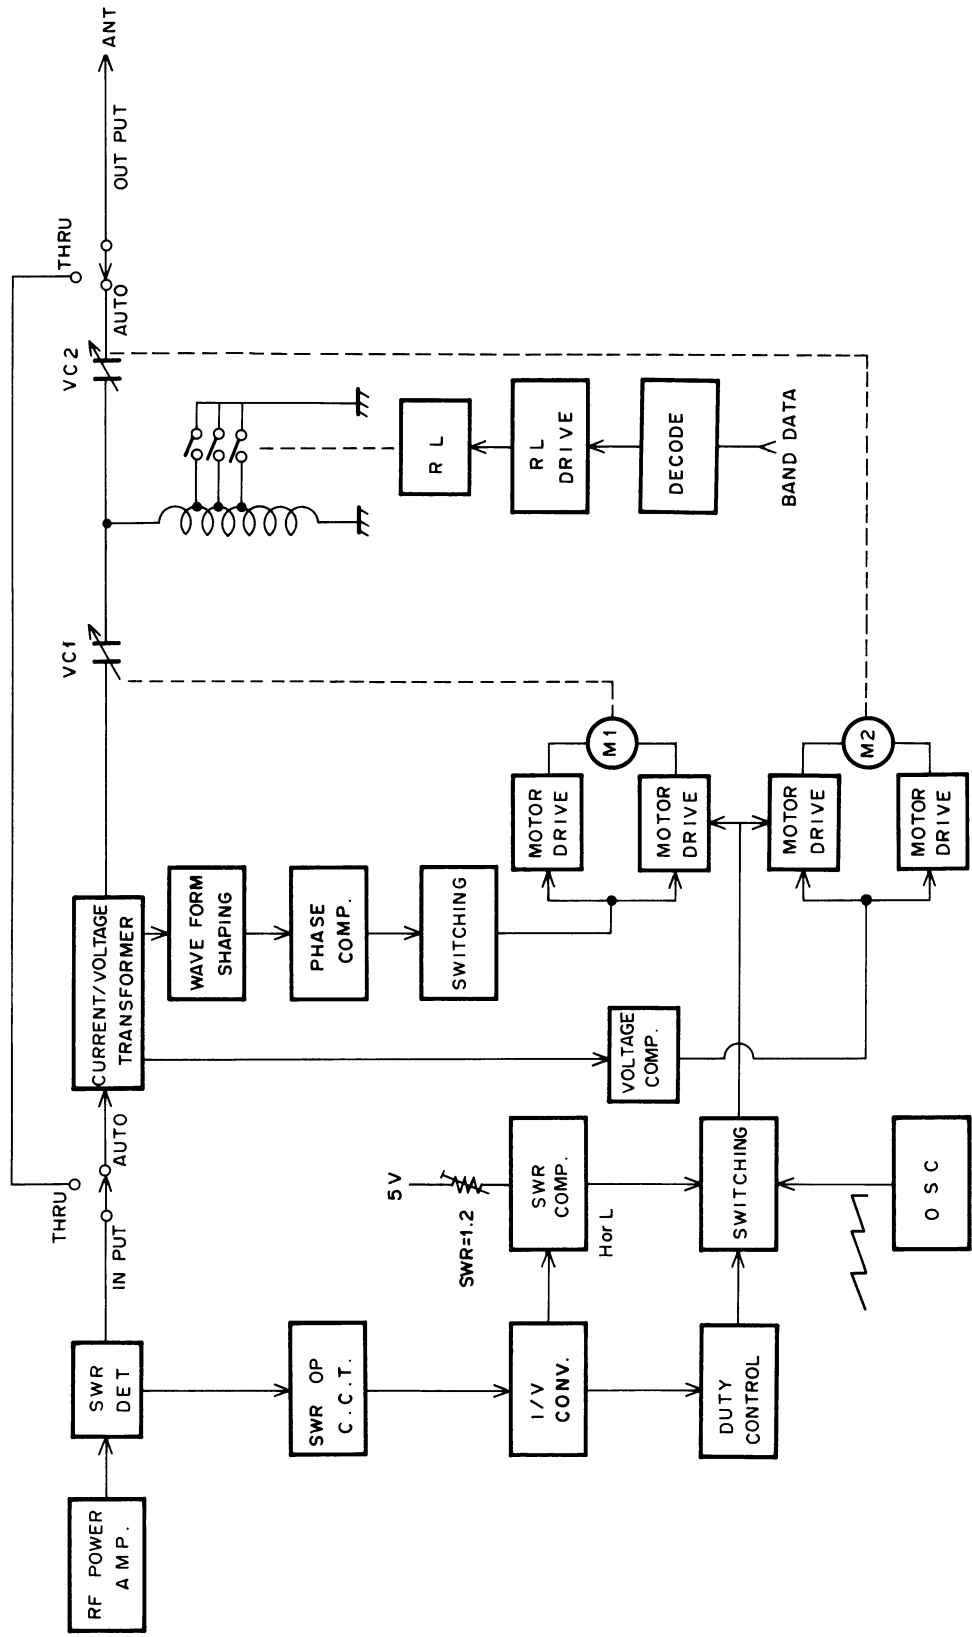 RF POWER
AMP.
SWR
DET
IN PUT
THRU
AUTO
CURRENT/VOLTAGE
TRANSFORMER
VC1
VC2
AUTO
THRU
OUT PUT
ANT
SWR OP
C.C.T.
WAVE FORM
SHAPING
PHASE
COMP.
SWITCHING
I/V
CONV.
5V
SWR=1.2
SWR
COMP.
H or L
VOLTAGE
COMP.
MOTOR
DRIVE
MOTOR
DRIVE
M1
RL
RL
DRIVE
DECODE
BAND DATA
DUTY
CONTROL
SWITCHING
OSC
MOTOR
DRIVE
MOTOR
DRIVE
M2